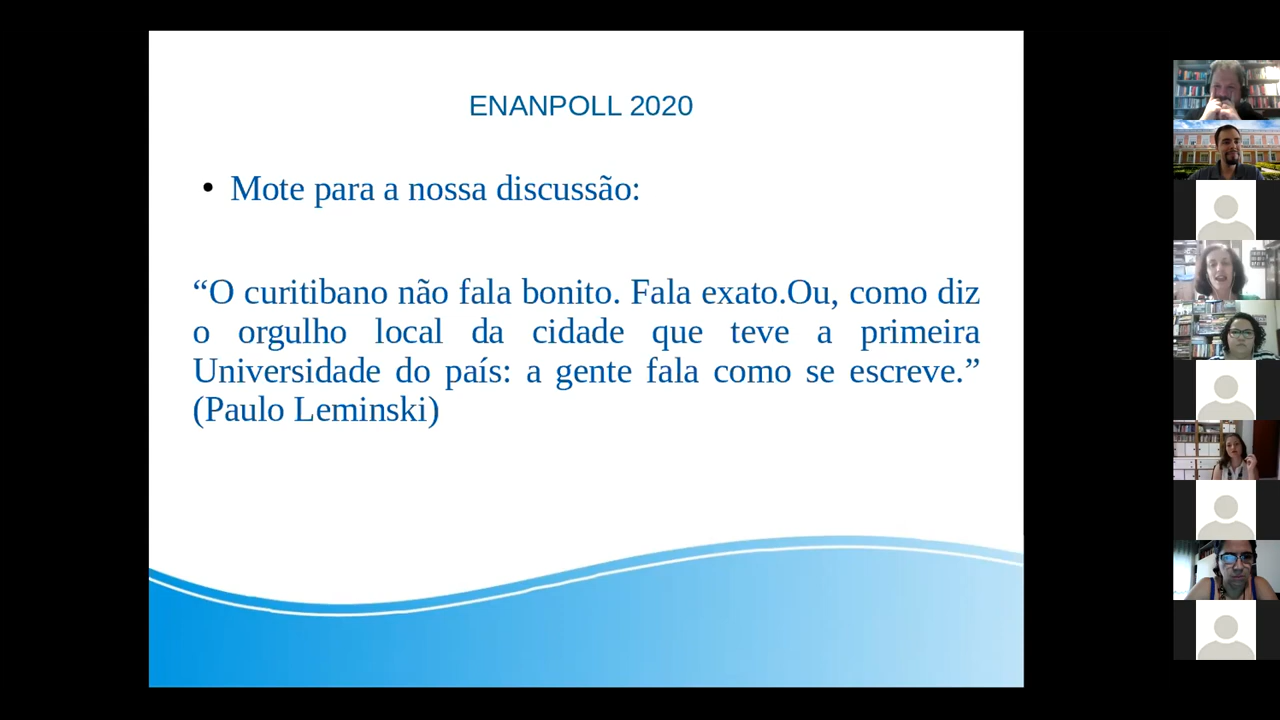 ENANPOLL 2020
• Mote para a nossa discussão:
“O curitibano não fala bonito. Fala exato.Ou, como diz
o orgulho local da cidade que teve a primeira
Universidade do país: a gente fala como se escreve.”
(Paulo Leminski)